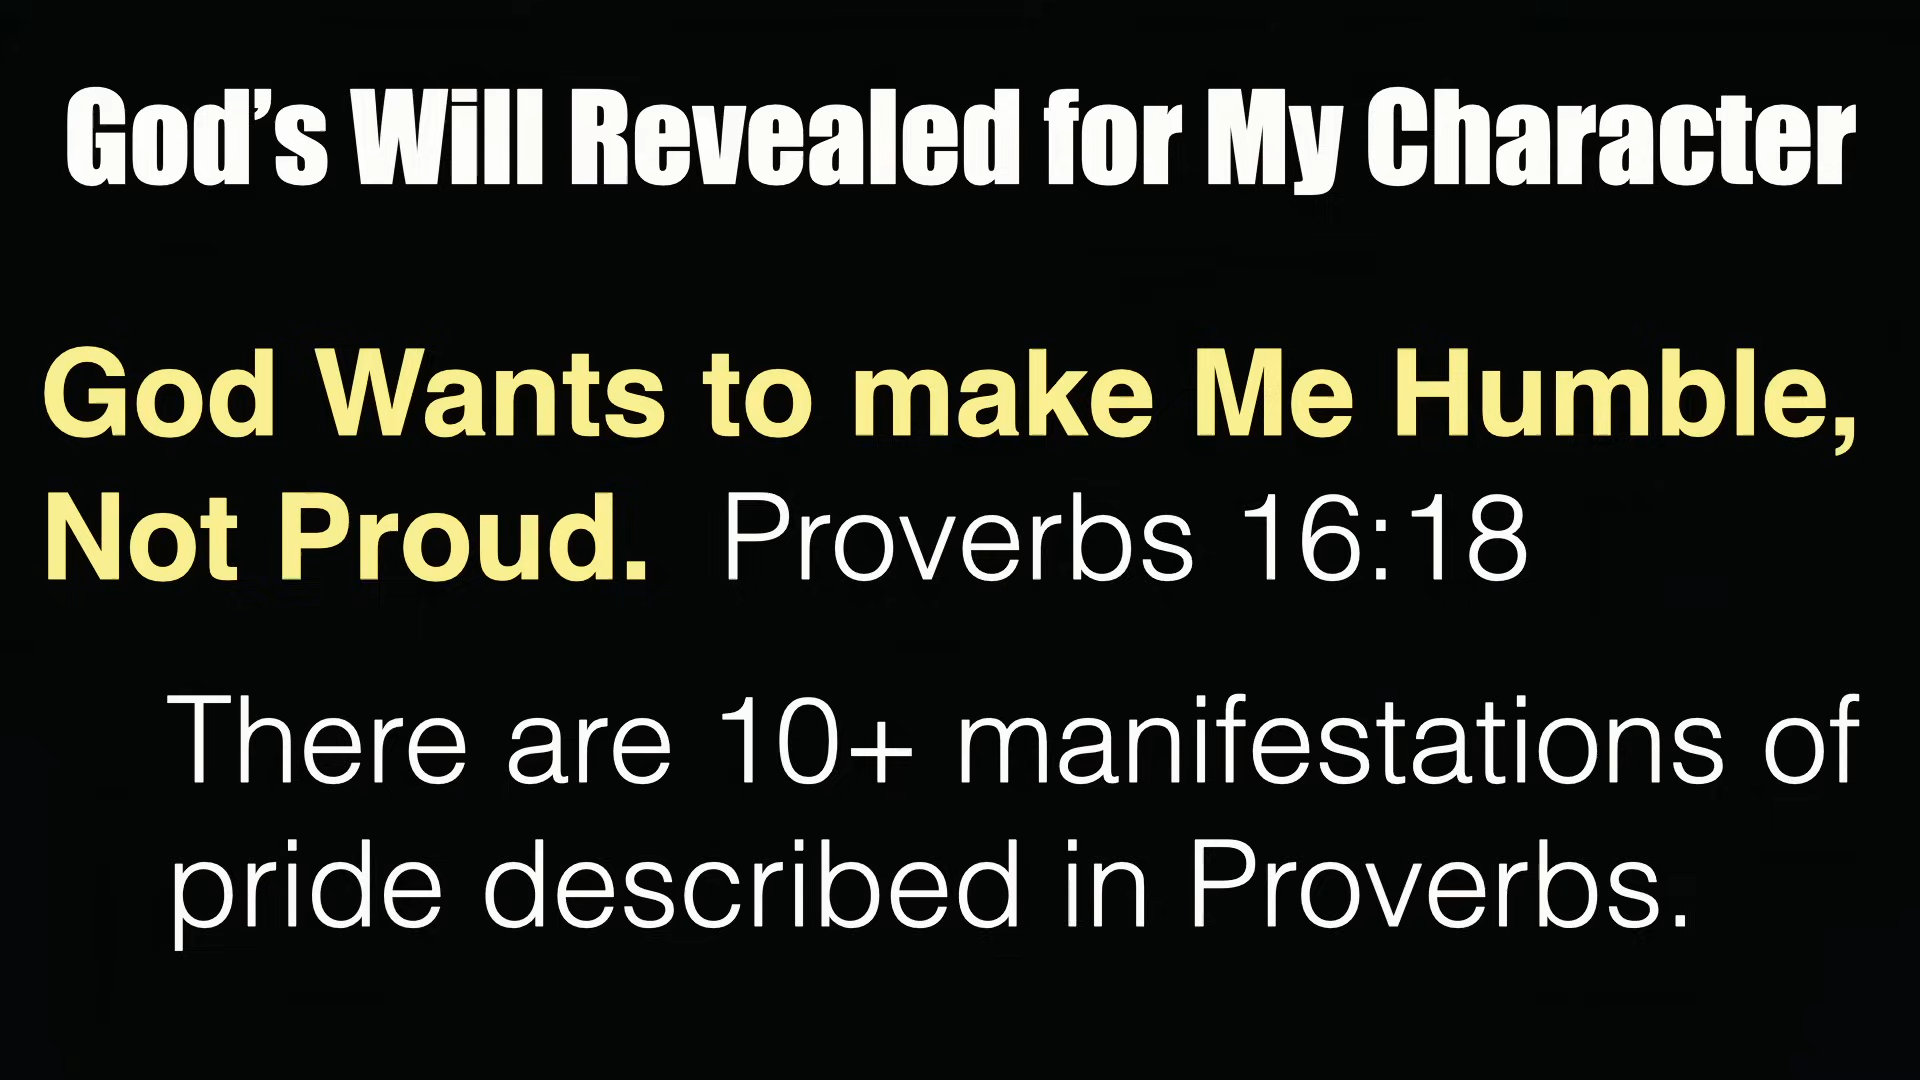 God’s Will Revealed for My Character
God Wants to make Me Humble,
Not Proud. Proverbs 16:18
There are 10+ manifestations of
pride described in Proverbs.